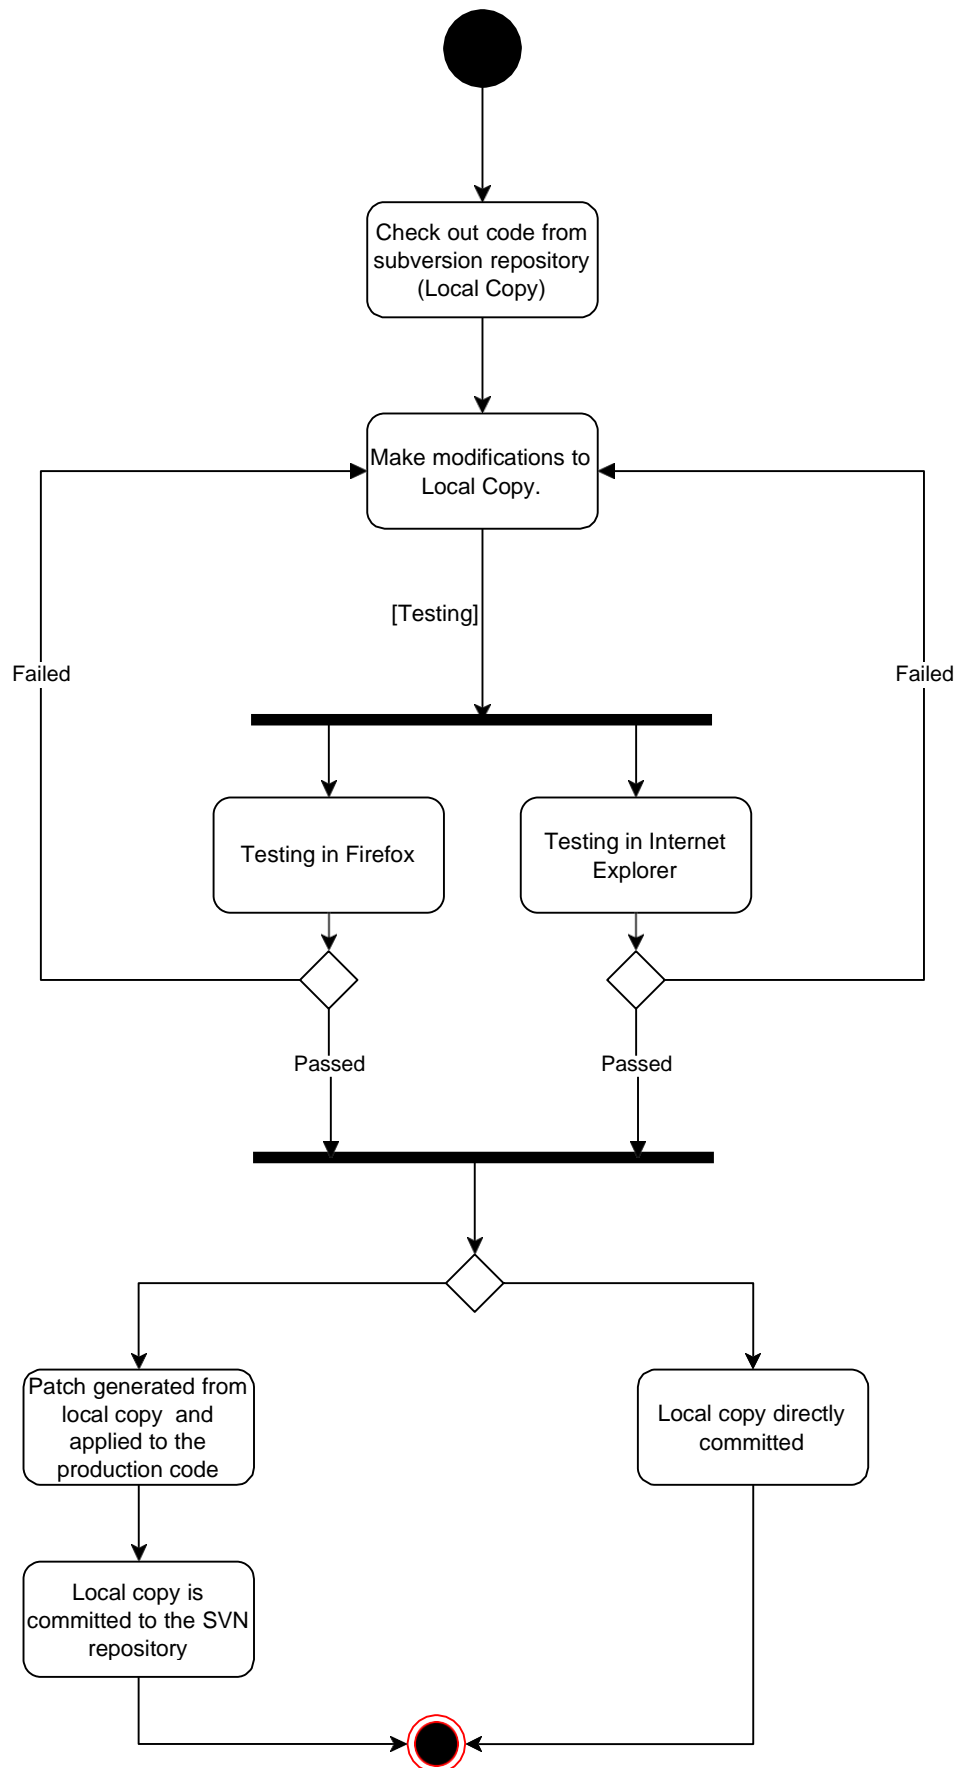 Check out code from
subversion repository
(Local Copy)
Make modifications to
Local Copy.
[Testing]
Failed
Failed
Testing in Firefox
Testing in Internet
Explorer
Passed
Passed
Patch generated from
local copy and
applied to the
production code
Local copy directly
committed
Local copy is
committed to the SVN
repository